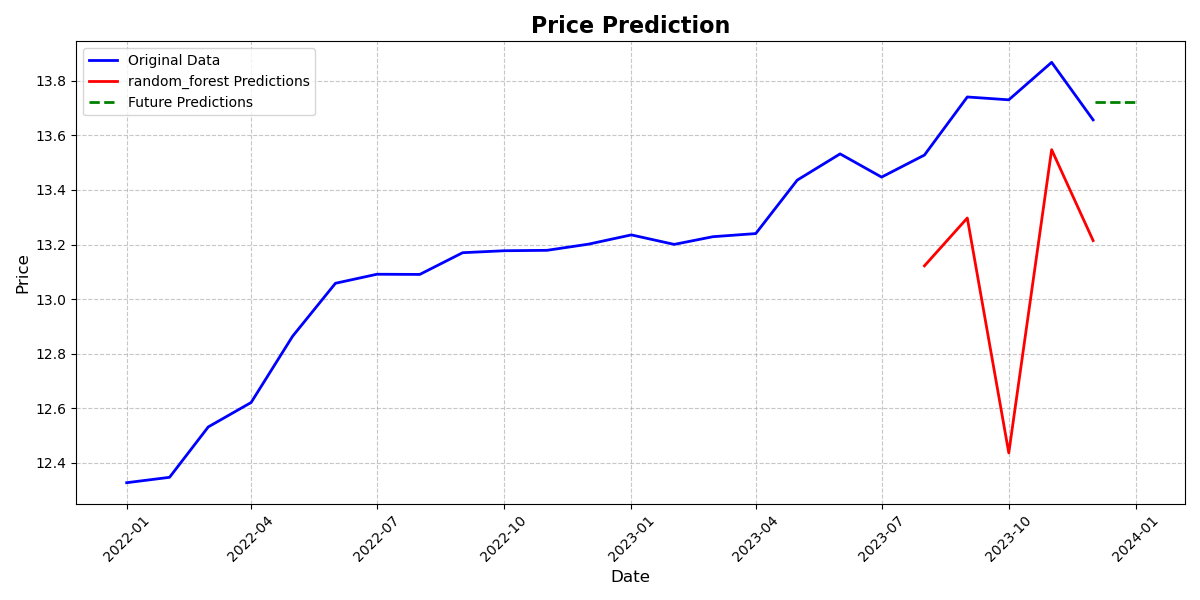 Price Prediction
Original Data
random_forest Predictions
Future Predictions
Price
13.8
13.6
13.4
13.2
13.0
12.8
12.6
12.4
2022-01
2022-04
2022-07
2022-10
2023-01
2023-04
2023-07
2023-10
2024-01
Date